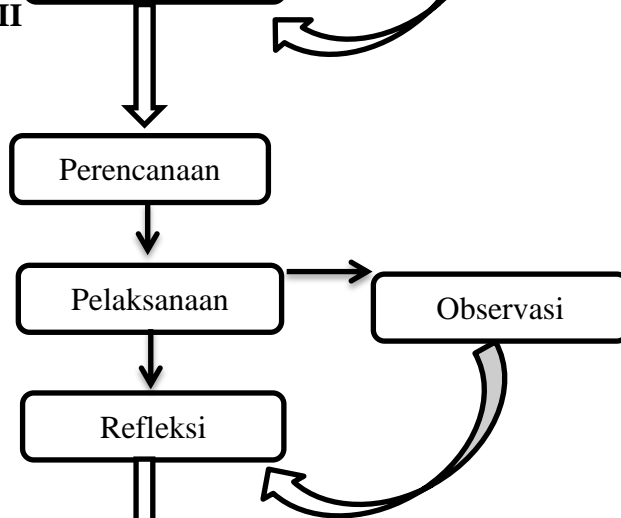 II
Perencanaan
Pelaksanaan
Observasi
Refleksi